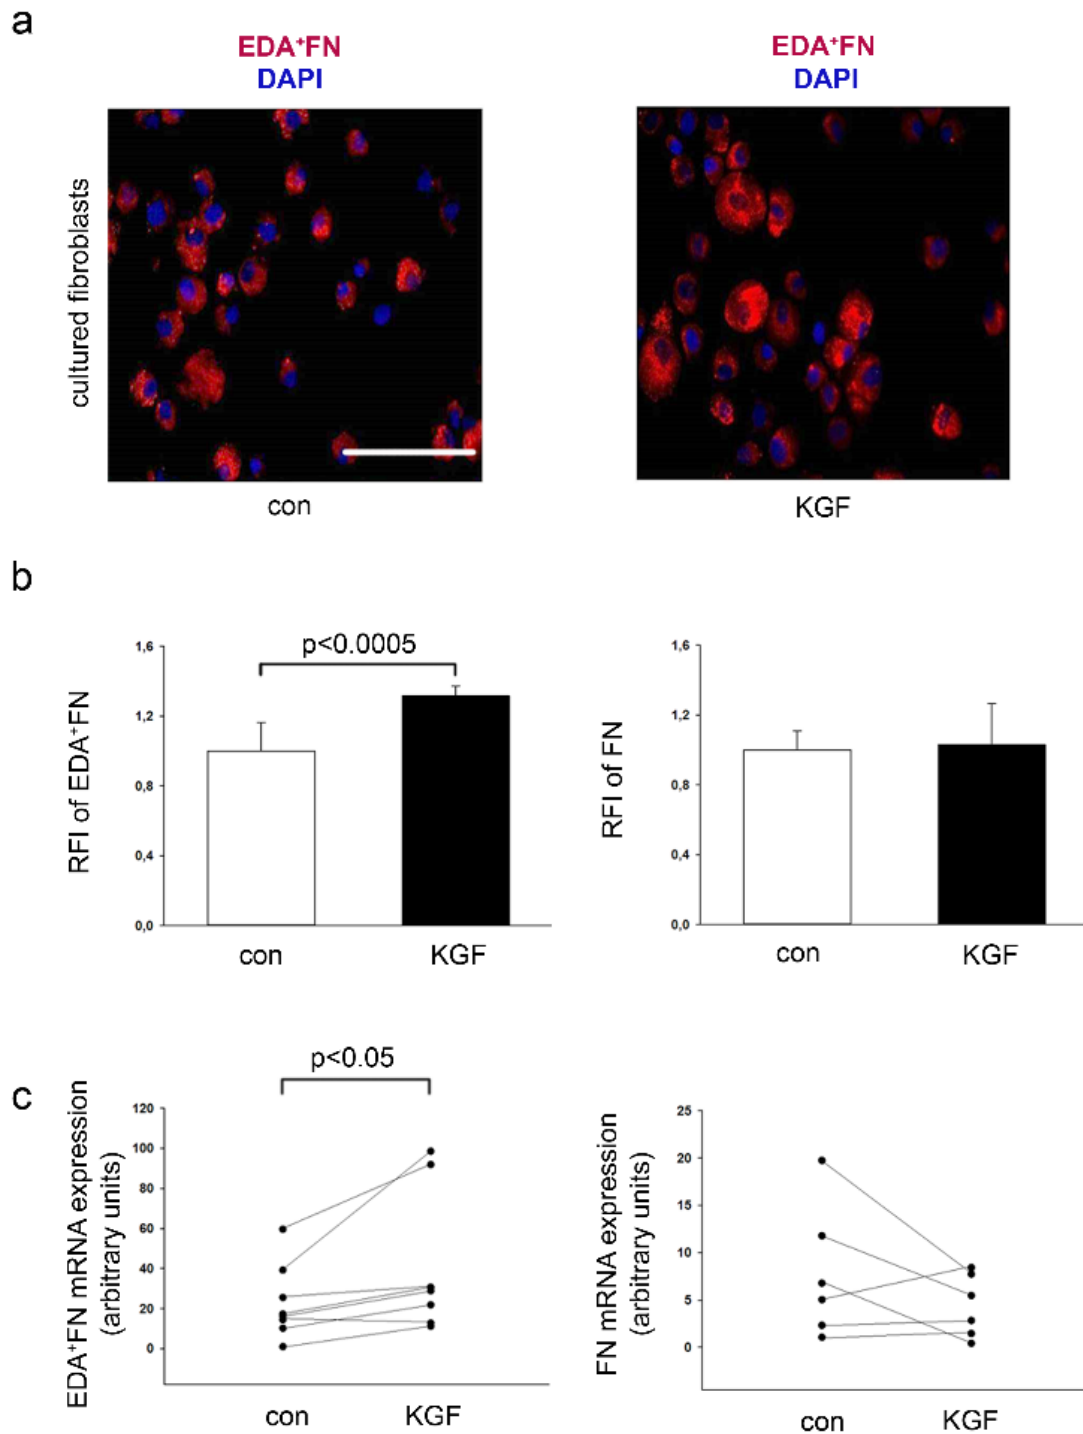 a
EDA⁺FN
DAPI
EDA⁺FN
DAPI
cultured fibroblasts
con
KGF
b
p<0.0005
RFI of EDA⁺FN
1,6
1,2
0,8
0,4
0,0
con
KGF
RFI of FN
1,6
1,2
0,8
0,4
0,0
con
KGF
c
p<0.05
EDA⁺FN mRNA expression
(arbitrary units)
120
100
80
60
40
20
0
con
KGF
FN mRNA expression
(arbitrary units)
25
20
15
10
5
0
con
KGF